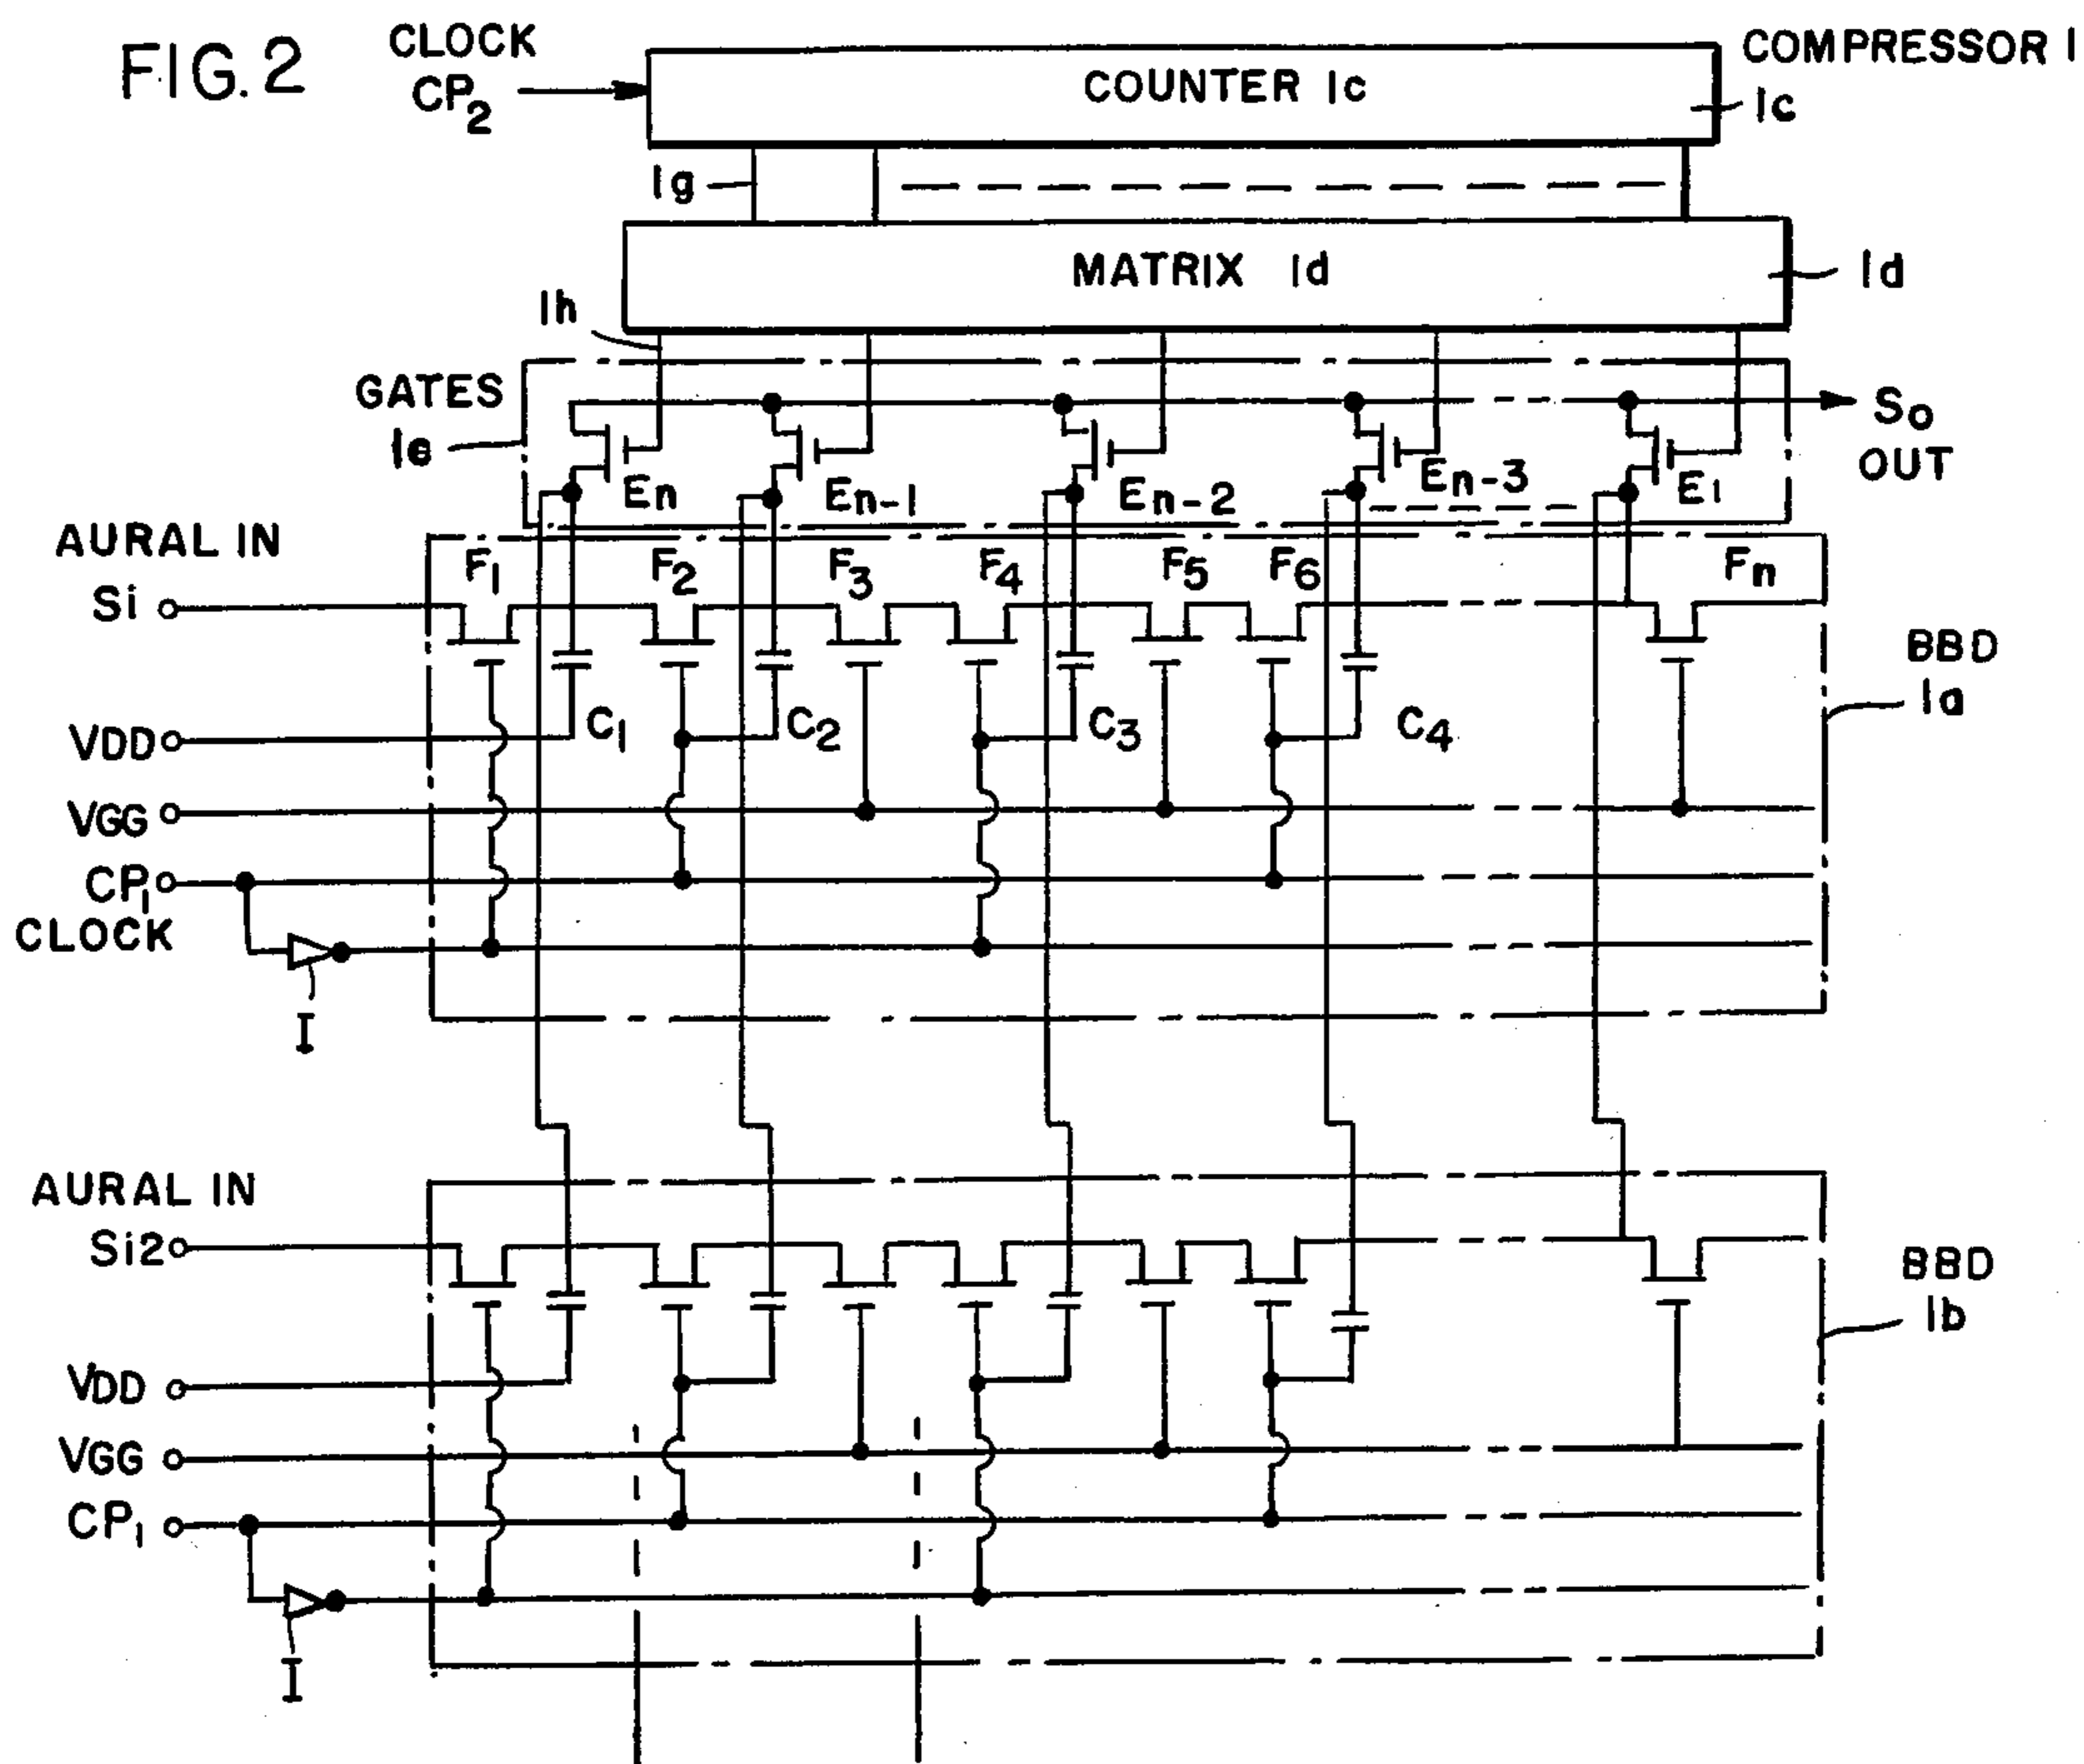 FIG. 2
CLOCK
CP2
COUNTER 1c
COMPRESSOR 1
1c
1g
MATRIX 1d
1d
1h
GATES
1e
En
En-1
En-2
En-3
E1
So
OUT
AURAL IN
Si
F1
F2
F3
F4
F5
F6
Fn
BBD
1a
VDD
C1
C2
C3
C4
VGG
CP1
CLOCK
I
AURAL IN
Si2
BBD
1b
VDD
VGG
CP1
I